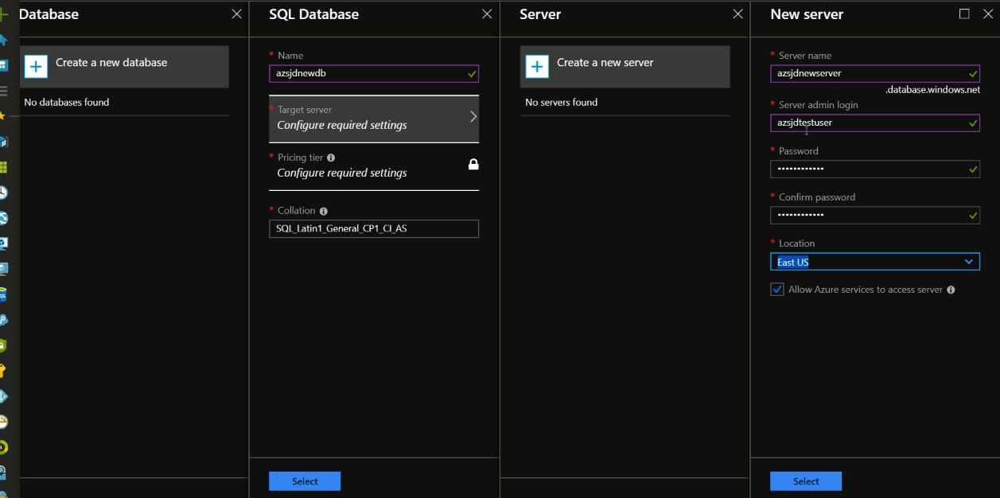 Database
Create a new database
No databases found
SQL Database
* Name
azsjdnewdb
* Target server
Configure required settings
* Pricing tier
Configure required settings
* Collation
SQL_Latin1_General_CP1_CI_AS
Select
Server
Create a new server
No servers found
New server
* Server name
azsjdnewserver
.database.windows.net
* Server admin login
azsjdtestuser
* Password
••••••••••••
* Confirm password
••••••••••••
* Location
East US
Allow Azure services to access server
Select